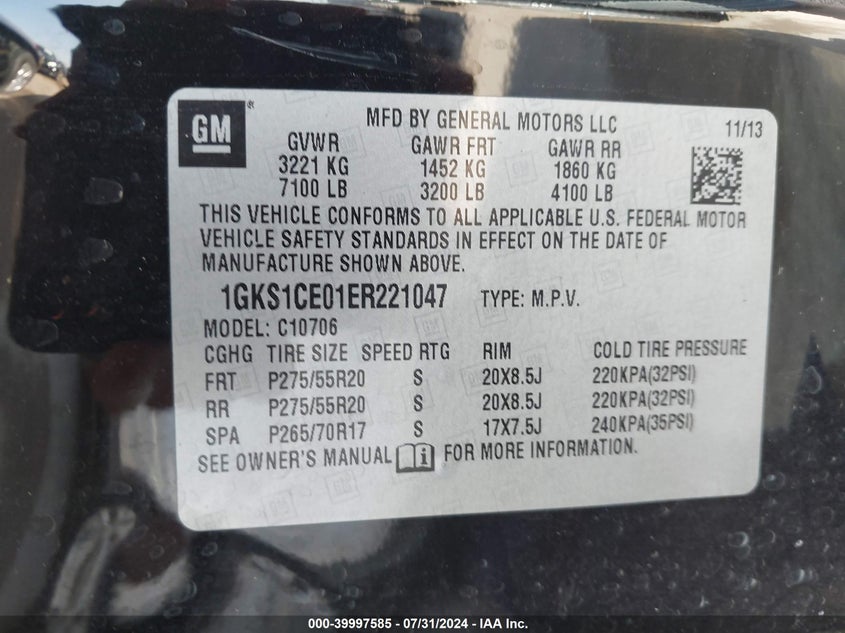 GM
®
MFD BY GENERAL MOTORS LLC 11/13
GVWR GAWR FRT GAWR RR
3221 KG 1452 KG 1860 KG
7100 LB 3200 LB 4100 LB
THIS VEHICLE CONFORMS TO ALL APPLICABLE U.S. FEDERAL MOTOR
VEHICLE SAFETY STANDARDS IN EFFECT ON THE DATE OF
MANUFACTURE SHOWN ABOVE.
1GKS1CE01ER221047 TYPE: M.P.V.
MODEL: C10706
CGHG TIRE SIZE SPEED RTG RIM COLD TIRE PRESSURE
FRT P275/55R20 S 20X8.5J 220KPA(32PSI)
RR P275/55R20 S 20X8.5J 220KPA(32PSI)
SPA P265/70R17 S 17X7.5J 240KPA(35PSI)
SEE OWNER'S MANUAL i FOR MORE INFORMATION.
000-39997585 - 07/31/2024 - IAA Inc.